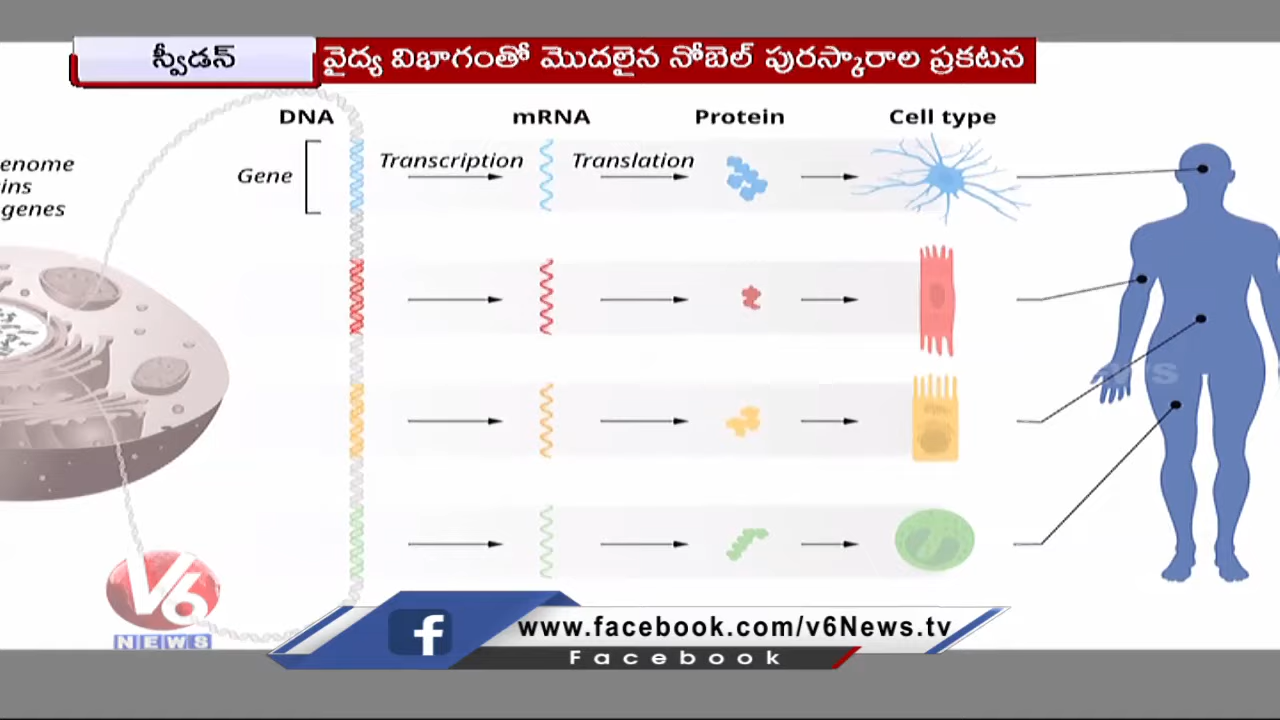 స్వీడన్
వైద్య విభాగంతో మొదలైన నోబెల్ పురస్కారాల ప్రకటన
DNA
mRNA
Protein
Cell type
enome
ins
genes
Gene
Transcription
Translation
V6
NEWS
www.facebook.com/v6News.tv
Facebook